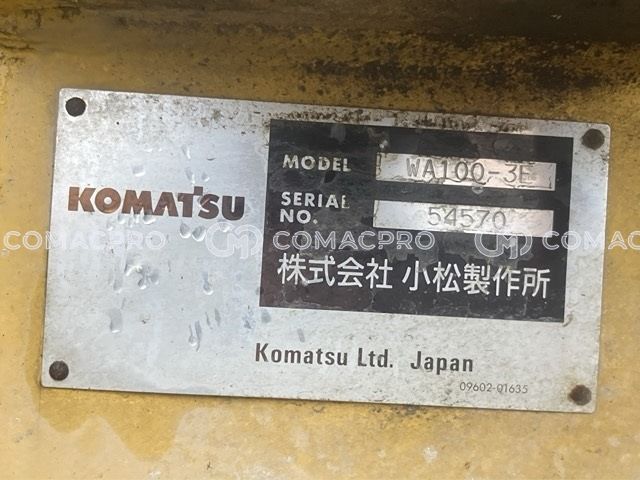 KOMATSU
MODEL WA100-3E
SERIAL NO. 54570
株式会社 小松製作所
Komatsu Ltd. Japan
09602-01635
COMACPRO COMACPRO COMACPRO